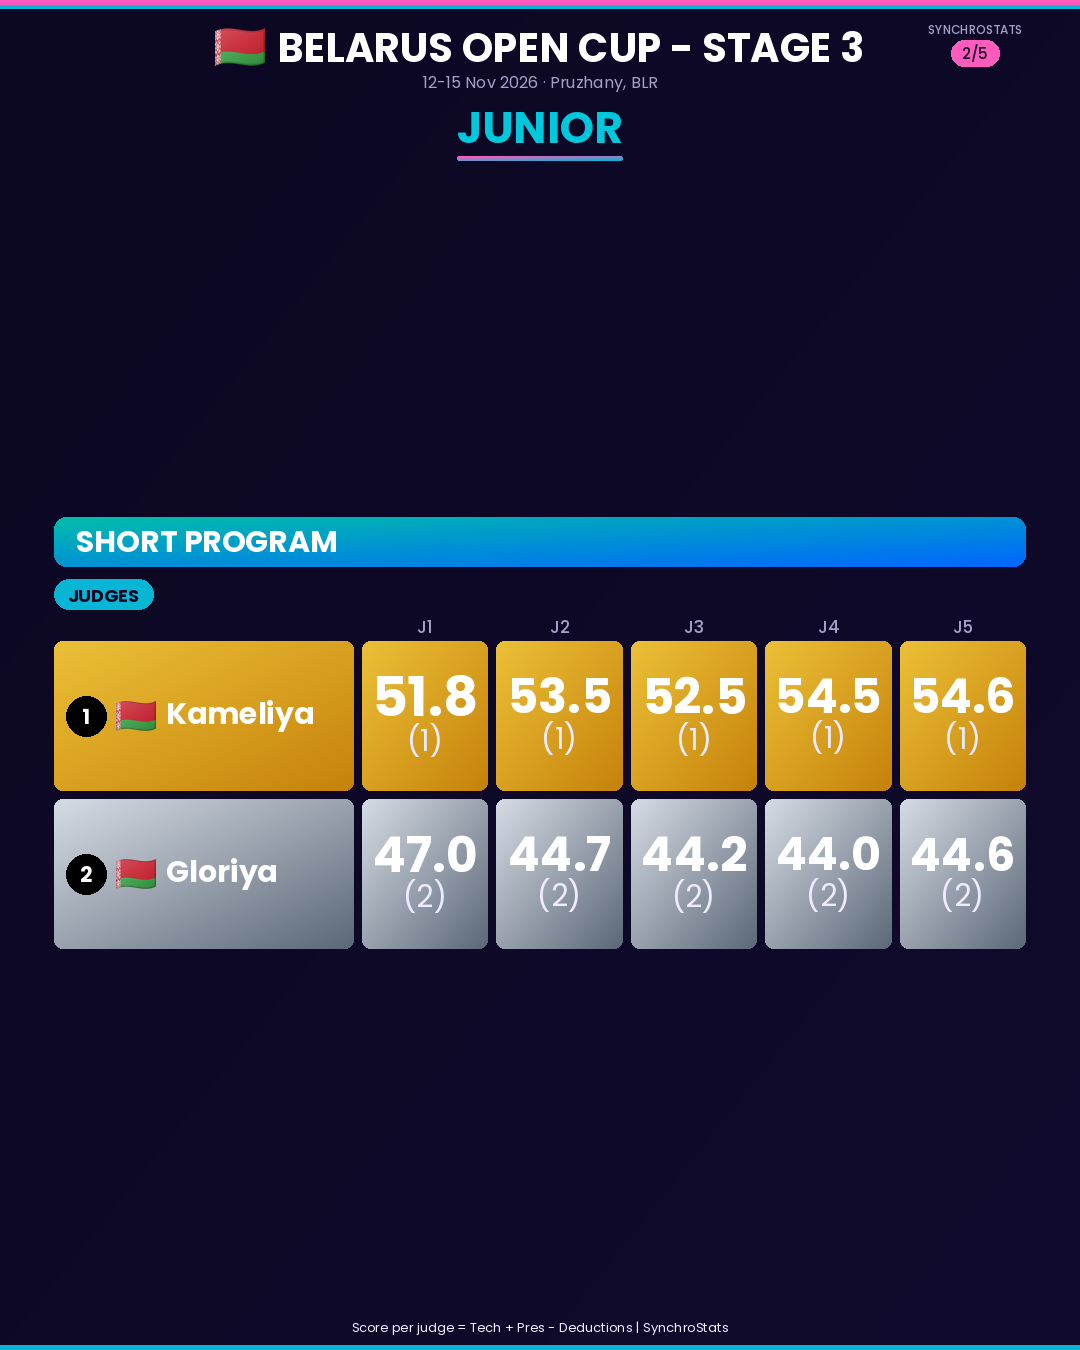 BELARUS OPEN CUP - STAGE 3
SYNCHROSTATS
2/5
12-15 Nov 2026 · Pruzhany, BLR
JUNIOR
SHORT PROGRAM
JUDGES
J1 J2 J3 J4 J5
1 Kameliya 51.8 53.5 52.5 54.5 54.6
(1) (1) (1) (1) (1)
2 Gloriya 47.0 44.7 44.2 44.0 44.6
(2) (2) (2) (2) (2)
Score per judge = Tech + Pres - Deductions | SynchroStats